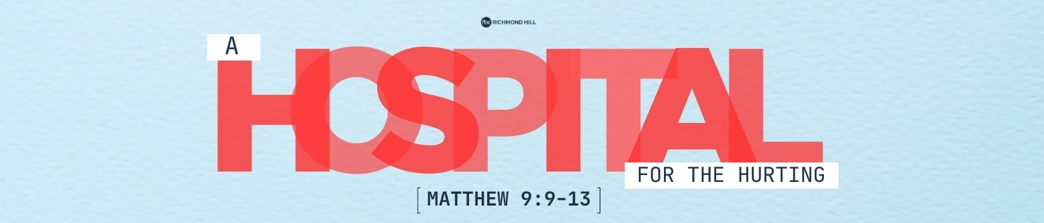 fbc RICHMOND HILL
A
HOSPITAL
FOR THE HURTING
[MATTHEW 9:9-13]